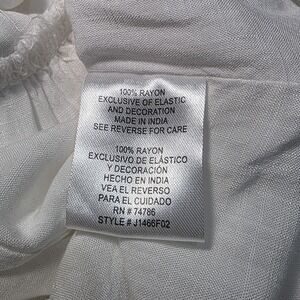 100% RAYON
EXCLUSIVE OF ELASTIC
AND DECORATION
MADE IN INDIA
SEE REVERSE FOR CARE
100% RAYON
EXCLUSIVO DE ELÁSTICO
Y DECORACIÓN
HECHO EN INDIA
VEA EL REVERSO
PARA EL CUIDADO
RN # 74786
STYLE # J1466F02